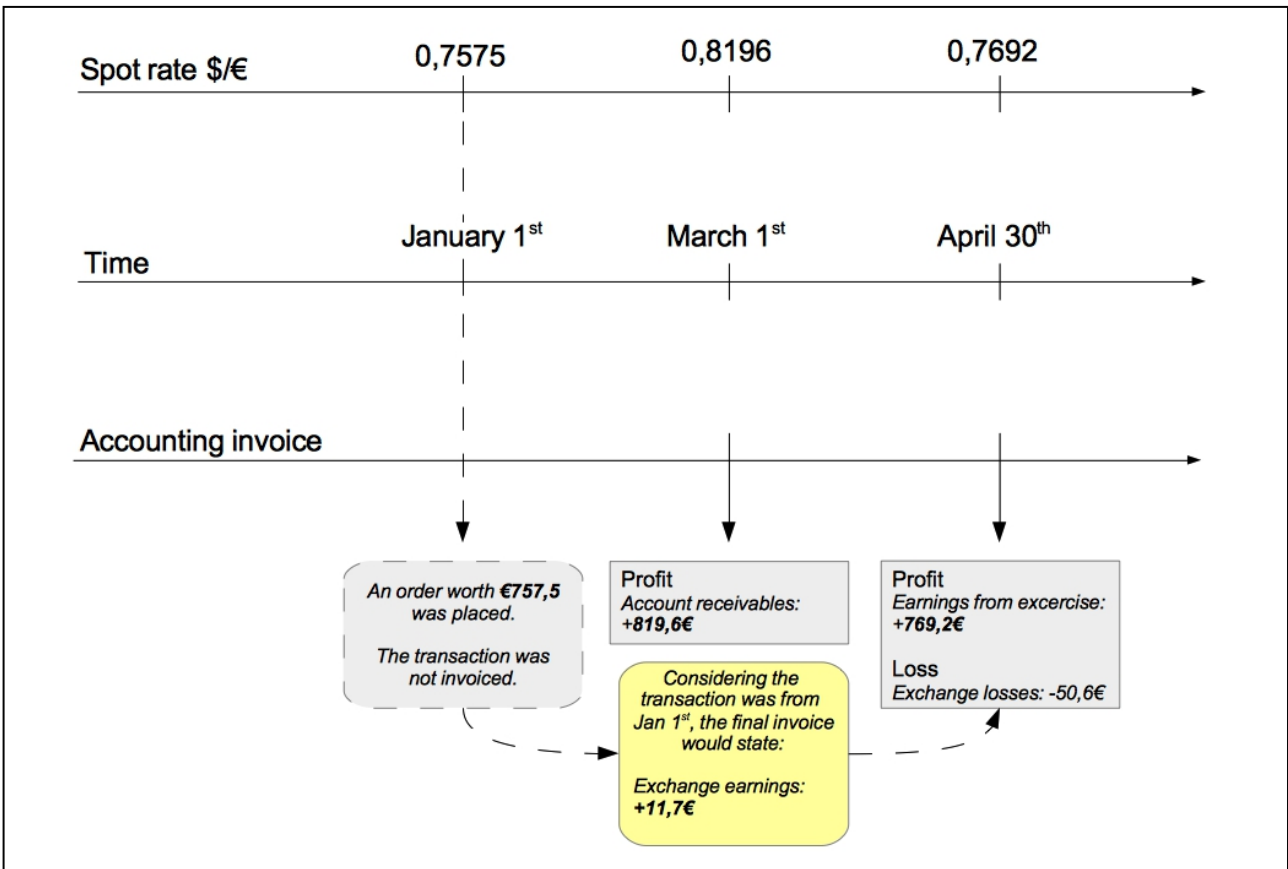 Spot rate $/€
0,7575
0,8196
0,7692
Time
January 1st
March 1st
April 30th
Accounting invoice
An order worth €757,5
was placed.
The transaction was
not invoiced.
Profit
Account receivables:
+819,6€
Considering the
transaction was from
Jan 1st, the final invoice
would state:
Exchange earnings:
+11,7€
Profit
Earnings from excercise:
+769,2€
Loss
Exchange losses: -50,6€